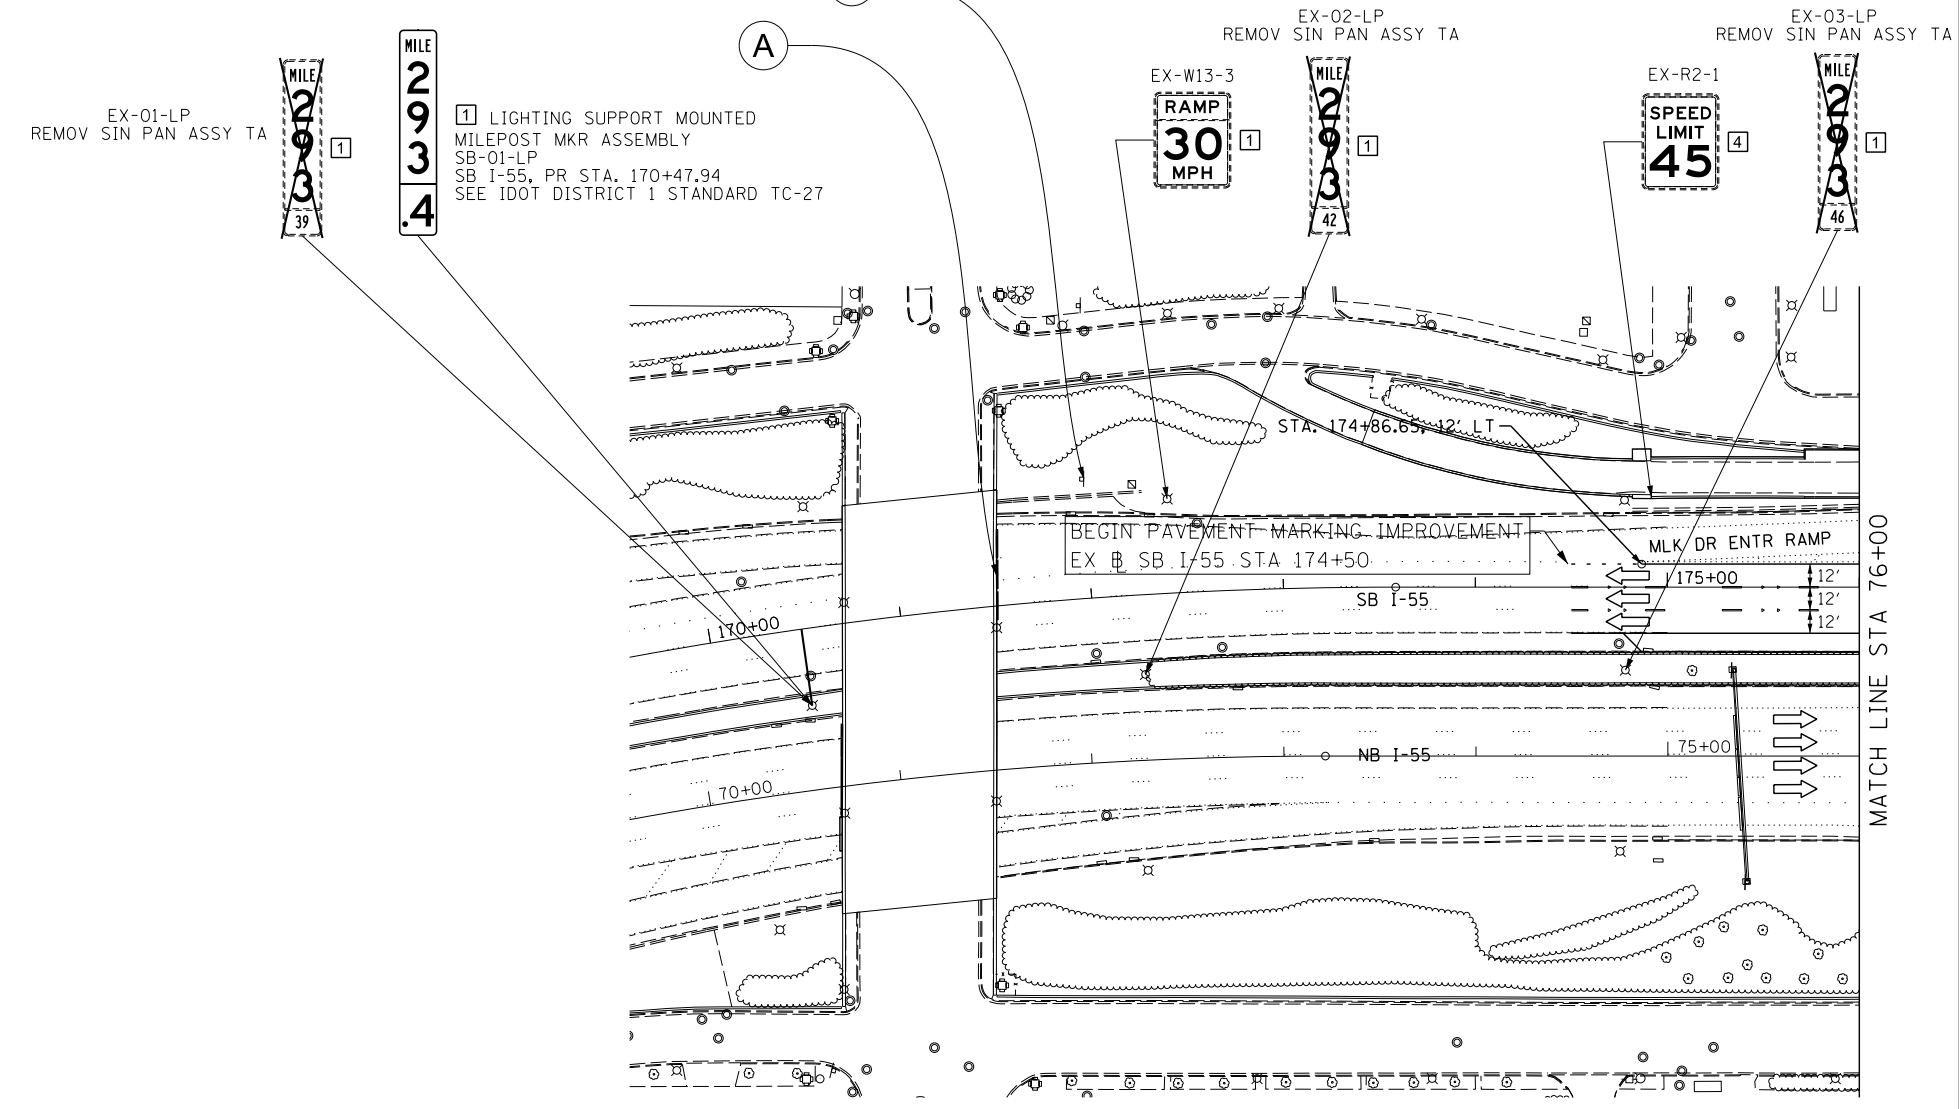 EX-01-LP
REMOV SIN PAN ASSY TA
MILE
2
9
3
39
1
MILE
2
9
3
.4
1 LIGHTING SUPPORT MOUNTED
MILEPOST MKR ASSEMBLY
SB-01-LP
SB I-55, PR STA. 170+47.94
SEE IDOT DISTRICT 1 STANDARD TC-27
A
EX-W13-3
RAMP
30
MPH
1
EX-02-LP
REMOV SIN PAN ASSY TA
MILE
2
9
3
42
1
EX-R2-1
SPEED
LIMIT
45
4
EX-03-LP
REMOV SIN PAN ASSY TA
MILE
2
9
3
46
1
STA. 174+86.65, 12' LT
BEGIN PAVEMENT MARKING IMPROVEMENT
EX B SB I-55 STA 174+50
MLK DR ENTR RAMP
175+00
12'
12'
12'
SB I-55
170+00
NB I-55
75+00
70+00
MATCH LINE STA 76+00